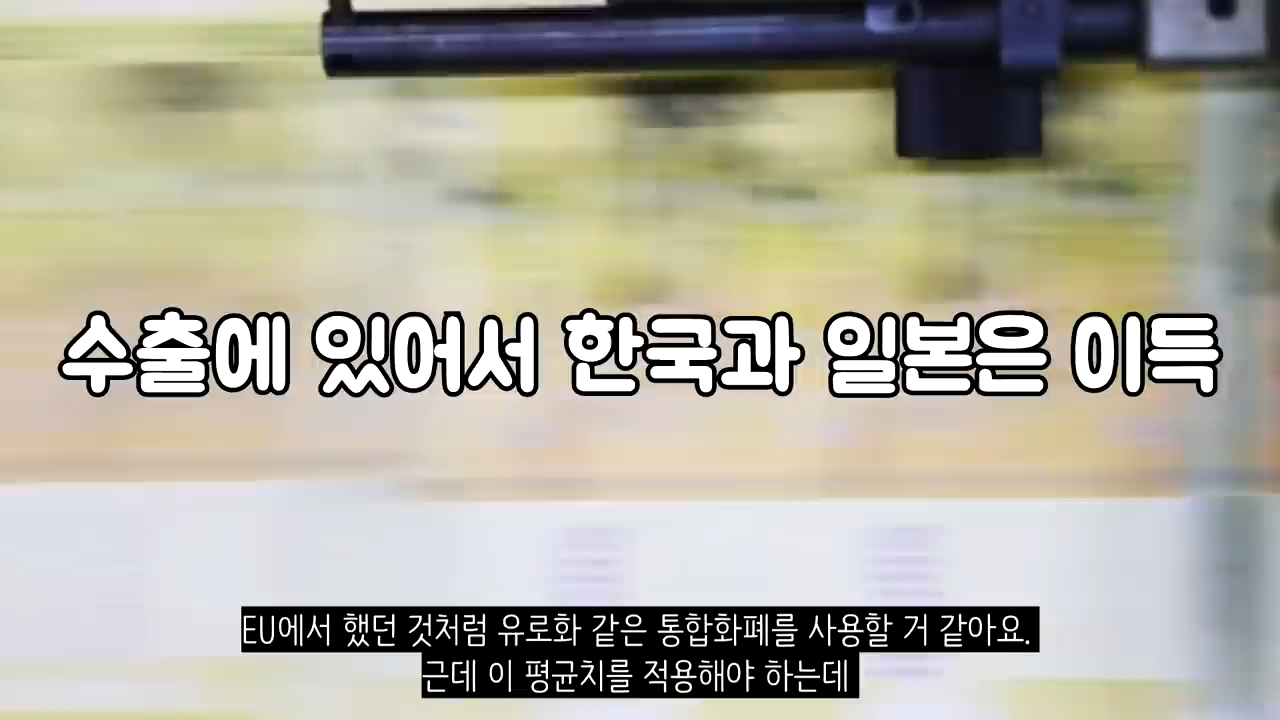 수출에 있어서 한국과 일본은 이득
EU에서 했던 것처럼 유로화 같은 통합화폐를 사용할 거 같아요.
근데 이 평균치를 적용해야 하는데